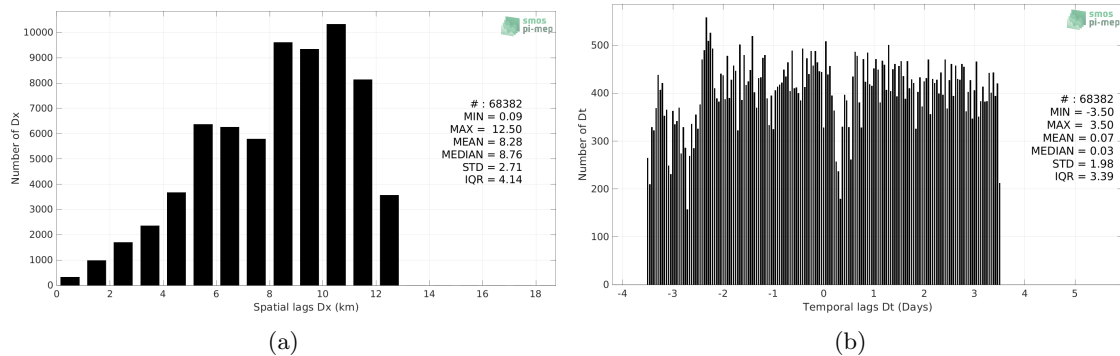 10000
9000
8000
7000
6000
5000
4000
3000
2000
1000
0
Number of Dx
0 2 4 6 8 10 12 14 16 18
Spatial lags Dx (km)
smos
pi-mep
# : 68382
MIN = 0.09
MAX = 12.50
MEAN = 8.28
MEDIAN = 8.76
STD = 2.71
IQR = 4.14
(a)
500
400
300
200
100
0
Number of Dt
-4 -3 -2 -1 0 1 2 3 4 5
Temporal lags Dt (Days)
smos
pi-mep
# : 68382
MIN = -3.50
MAX = 3.50
MEAN = 0.07
MEDIAN = 0.03
STD = 1.98
IQR = 3.39
(b)